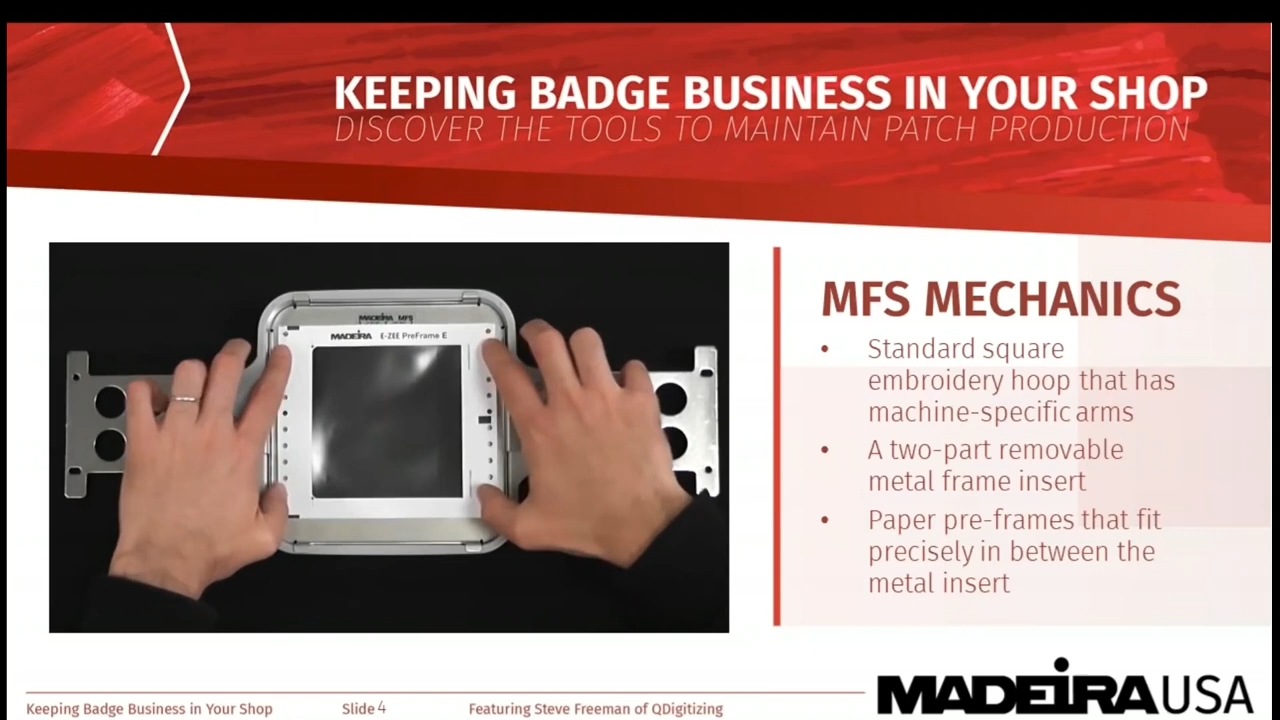 KEEPING BADGE BUSINESS IN YOUR SHOP
DISCOVER THE TOOLS TO MAINTAIN PATCH PRODUCTION
MADEIRA MFS
MADEIRA E-ZEE PreFrame E
MFS MECHANICS
• Standard square
embroidery hoop that has
machine-specific arms
• A two-part removable
metal frame insert
• Paper pre-frames that fit
precisely in between the
metal insert
Keeping Badge Business in Your Shop
Slide 4
Featuring Steve Freeman of QDigitizing
MADEIRA USA